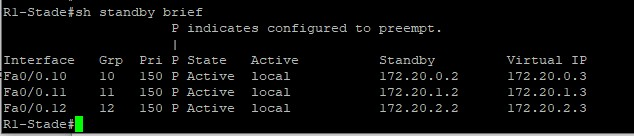 R1-Stade#sh standby brief
                     P indicates configured to preempt.
                     |
Interface   Grp  Pri P State   Active          Standby         Virtual IP
Fa0/0.10    10   150 P Active  local           172.20.0.2      172.20.0.3
Fa0/0.11    11   150 P Active  local           172.20.1.2      172.20.1.3
Fa0/0.12    12   150 P Active  local           172.20.2.2      172.20.2.3
R1-Stade#